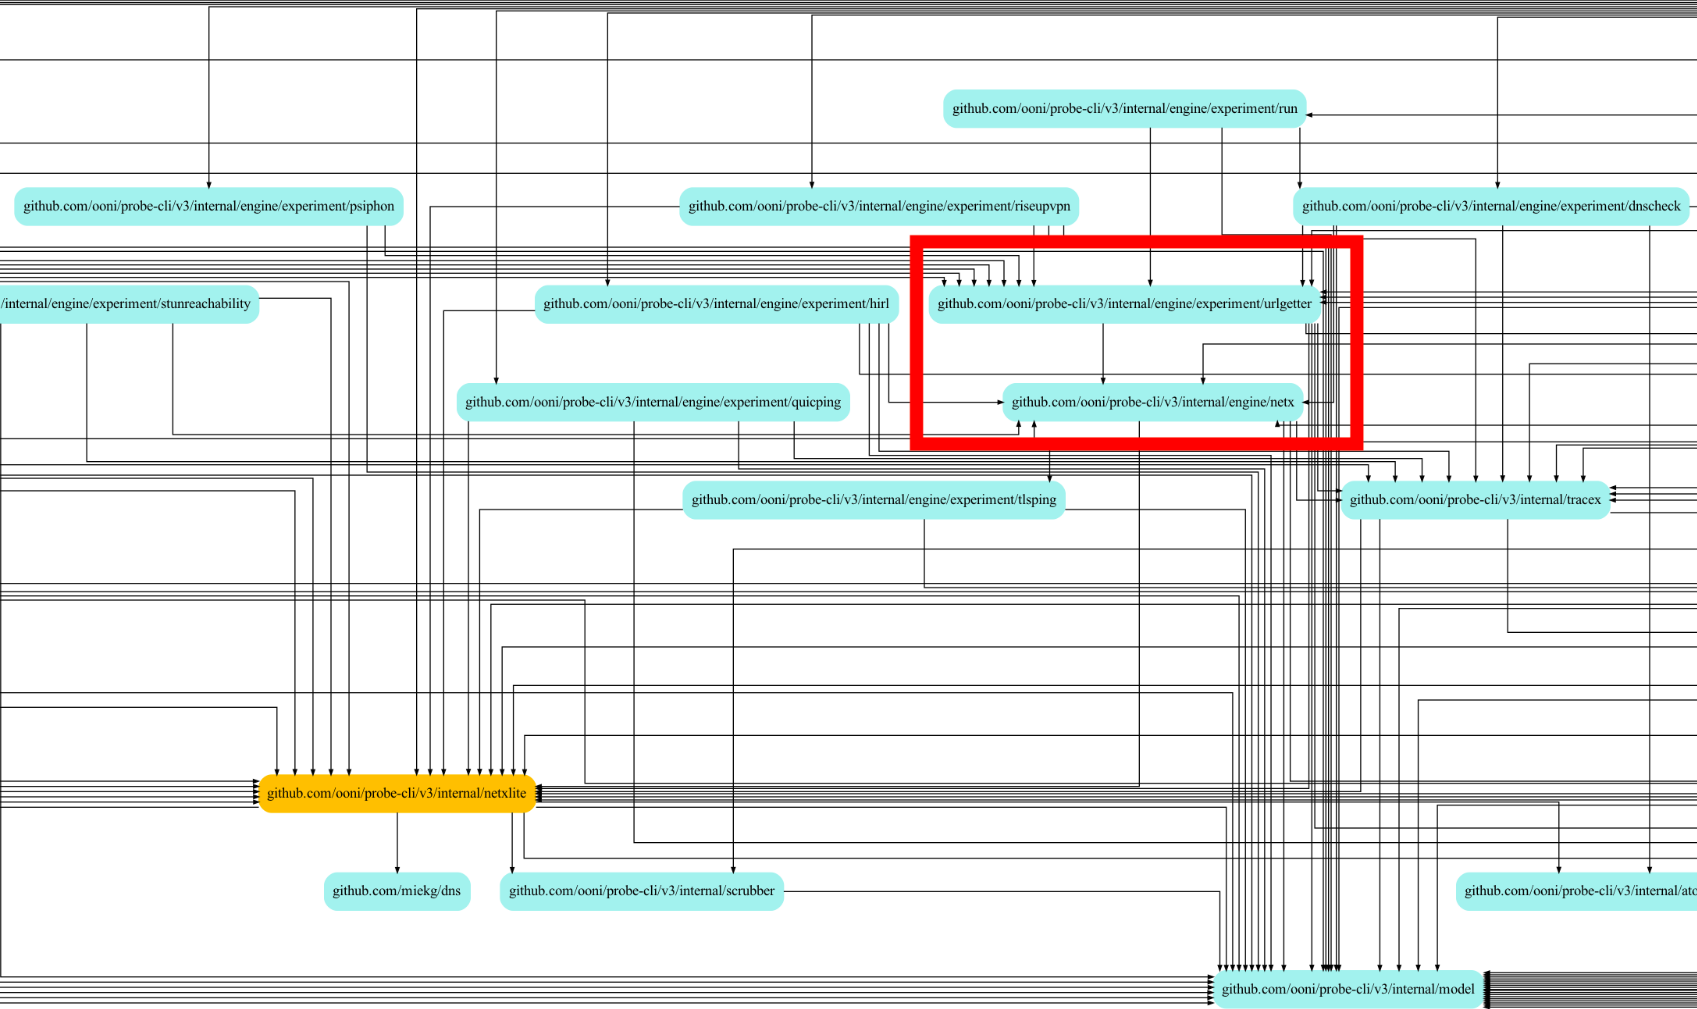 github.com/ooni/probe-cli/v3/internal/engine/experiment/run
github.com/ooni/probe-cli/v3/internal/engine/experiment/psiphon
github.com/ooni/probe-cli/v3/internal/engine/experiment/riseupvpn
github.com/ooni/probe-cli/v3/internal/engine/experiment/dnscheck
/internal/engine/experiment/stunreachability
github.com/ooni/probe-cli/v3/internal/engine/experiment/hirl
github.com/ooni/probe-cli/v3/internal/engine/experiment/urlgetter
github.com/ooni/probe-cli/v3/internal/engine/experiment/quicping
github.com/ooni/probe-cli/v3/internal/engine/netx
github.com/ooni/probe-cli/v3/internal/engine/experiment/tlsping
github.com/ooni/probe-cli/v3/internal/tracex
github.com/ooni/probe-cli/v3/internal/netxlite
github.com/miekg/dns
github.com/ooni/probe-cli/v3/internal/scrubber
github.com/ooni/probe-cli/v3/internal/ato
github.com/ooni/probe-cli/v3/internal/model